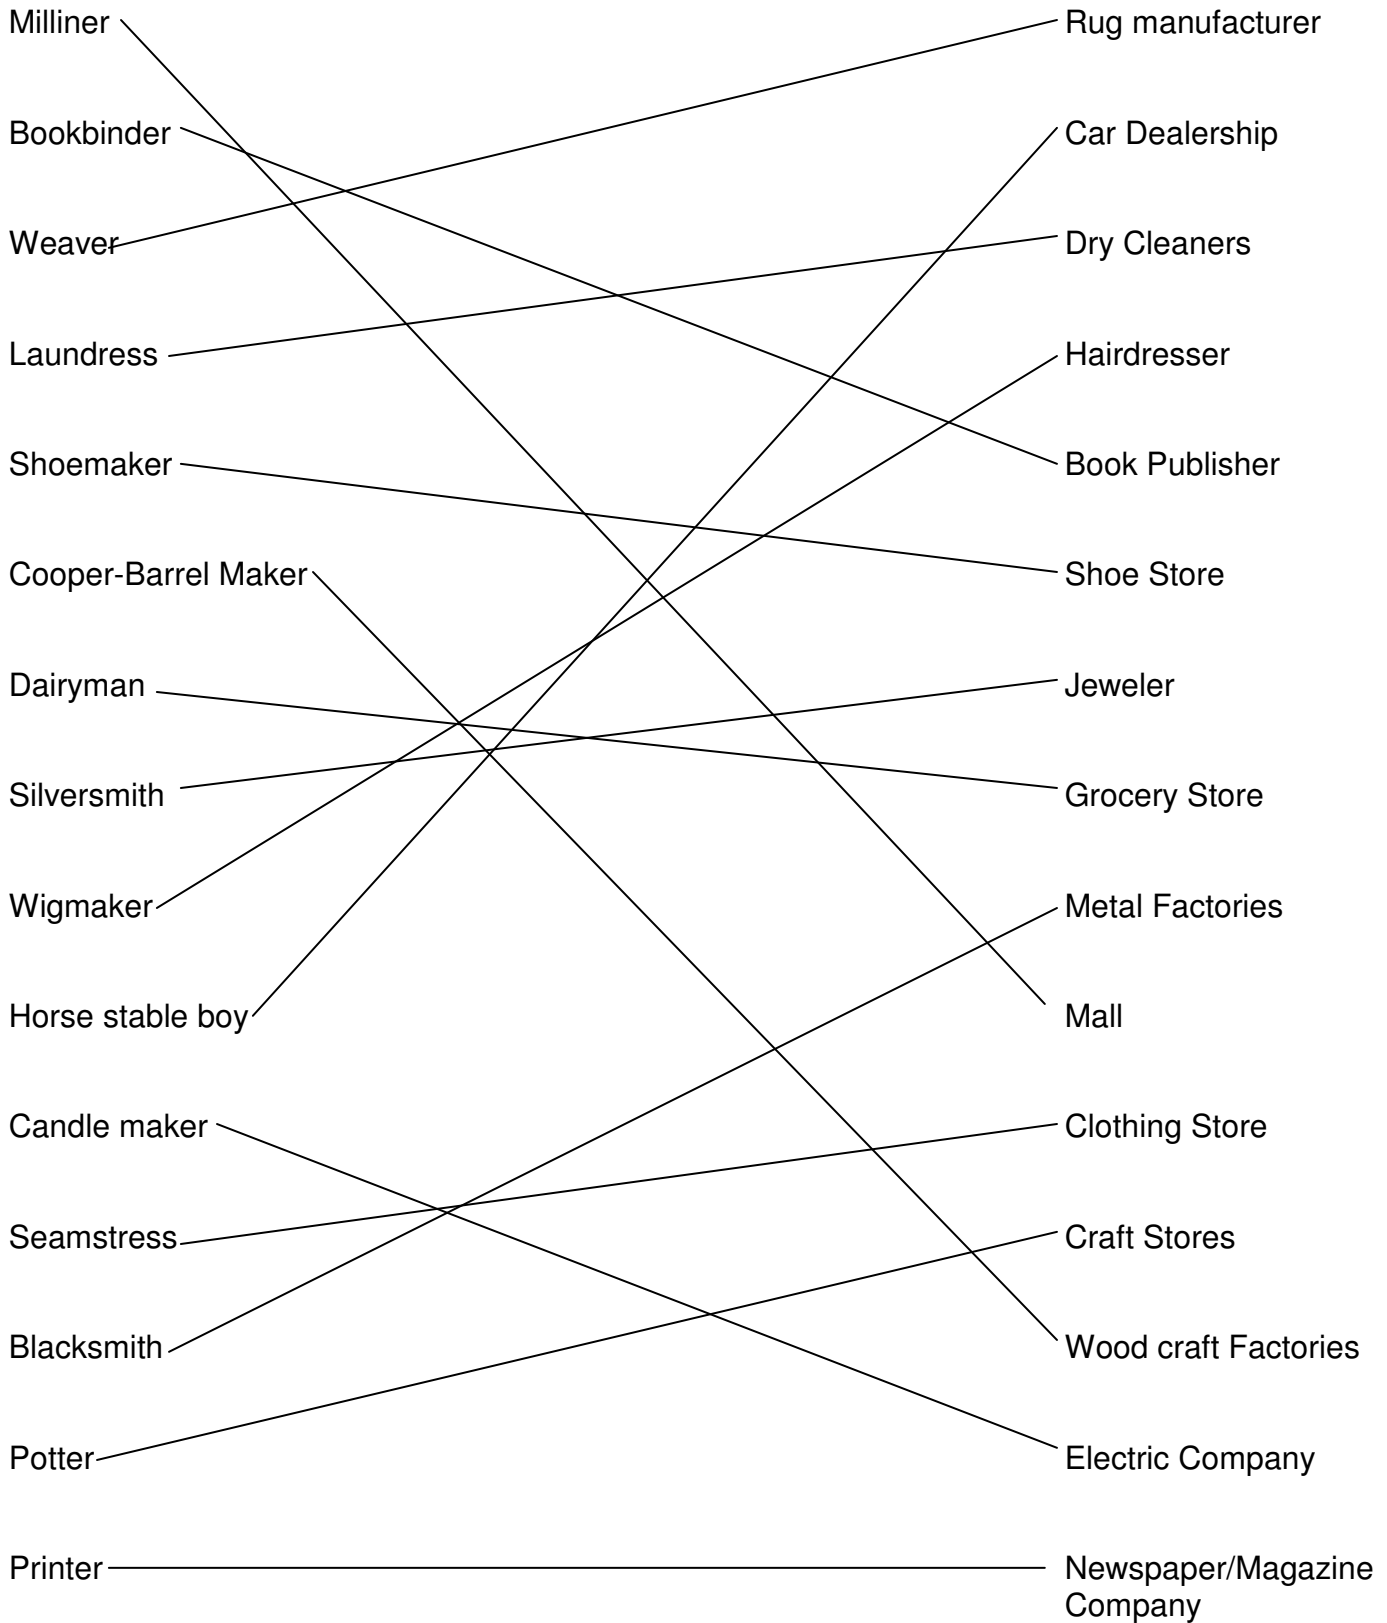 Milliner Rug manufacturer
Bookbinder Car Dealership
Weaver Dry Cleaners
Laundress Hairdresser
Shoemaker Book Publisher
Cooper-Barrel Maker Shoe Store
Dairyman Jeweler
Silversmith Grocery Store
Wigmaker Metal Factories
Horse stable boy Mall
Candle maker Clothing Store
Seamstress Craft Stores
Blacksmith Wood craft Factories
Potter Electric Company
Printer Newspaper/Magazine
Company